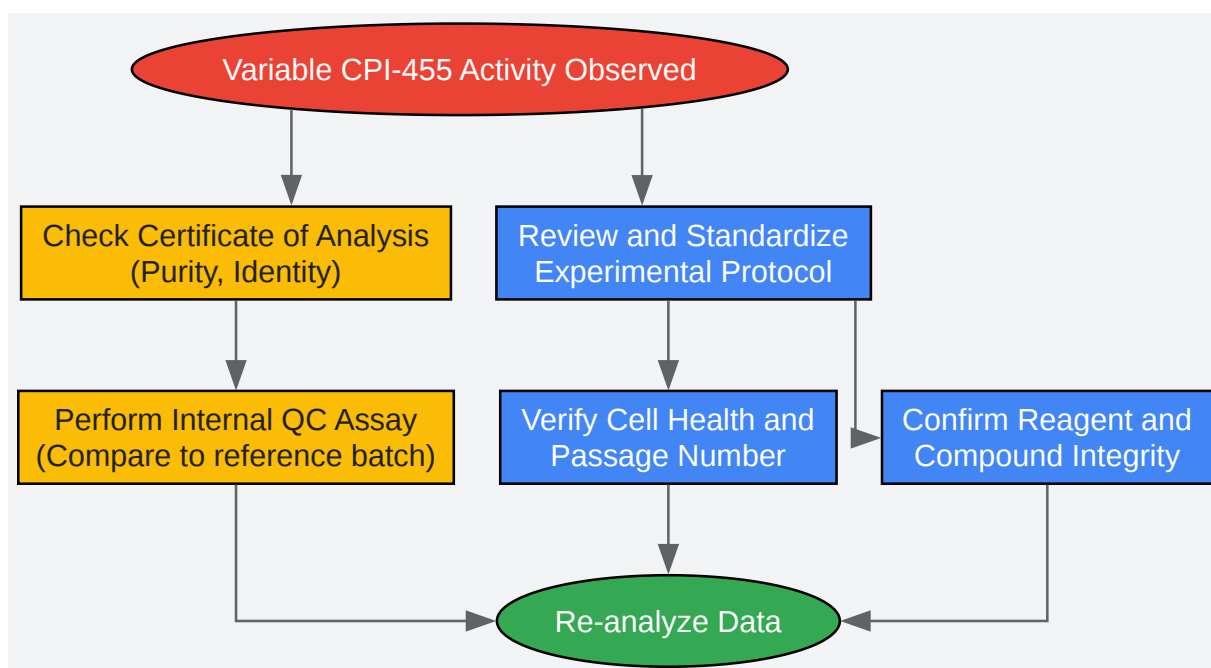 Variable CPI-455 Activity Observed
Check Certificate of Analysis
(Purity, Identity)
Review and Standardize
Experimental Protocol
Perform Internal QC Assay
(Compare to reference batch)
Verify Cell Health and
Passage Number
Confirm Reagent and
Compound Integrity
Re-analyze Data